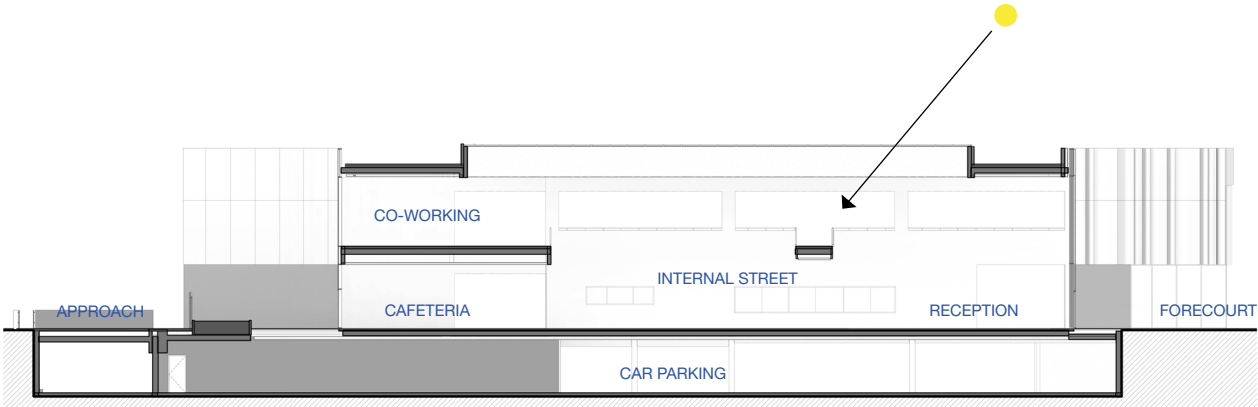 CO-WORKING
INTERNAL STREET
APPROACH
CAFETERIA
RECEPTION
FORECOURT
CAR PARKING